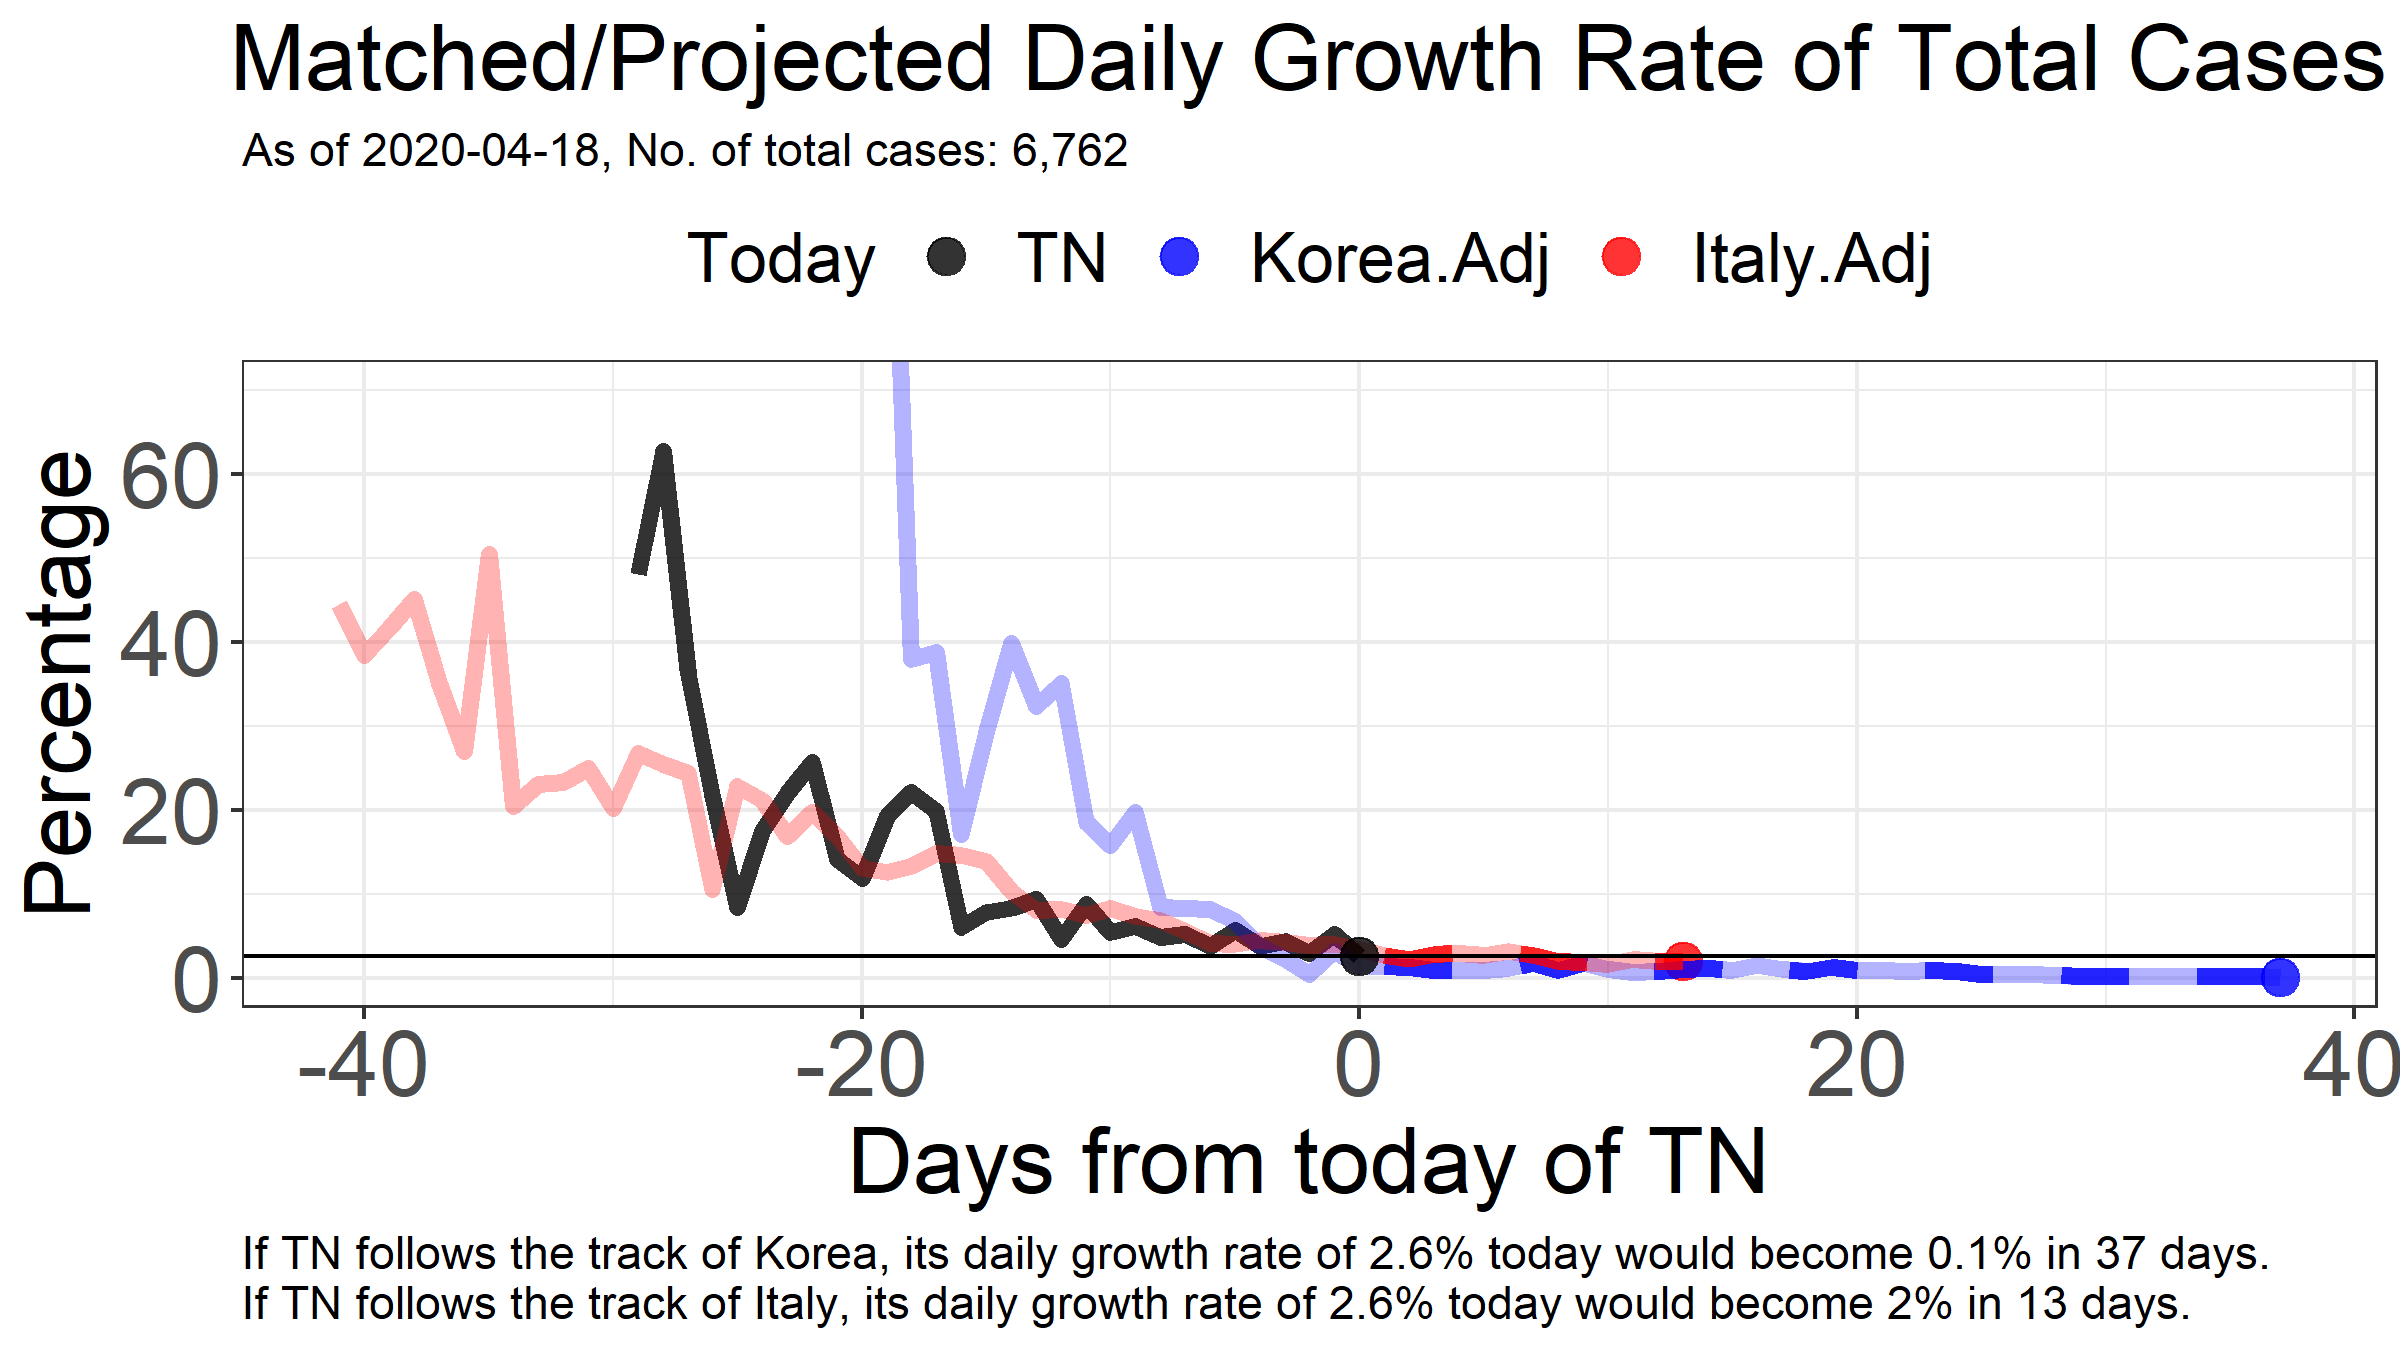 Matched/Projected Daily Growth Rate of Total Cases
As of 2020-04-18, No. of total cases: 6,762
Today TN Korea.Adj Italy.Adj
Percentage
60
40
20
0
-40 -20 0 20 40
Days from today of TN
If TN follows the track of Korea, its daily growth rate of 2.6% today would become 0.1% in 37 days.
If TN follows the track of Italy, its daily growth rate of 2.6% today would become 2% in 13 days.